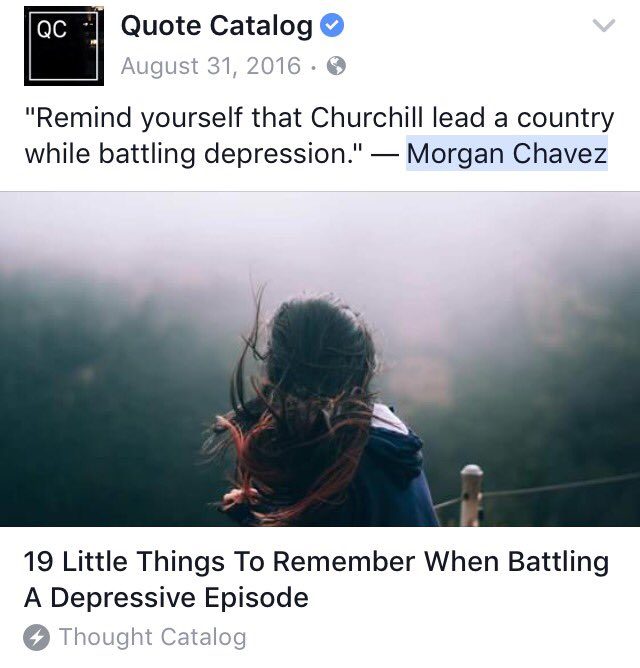 QC
Quote Catalog
August 31, 2016 ·
"Remind yourself that Churchill lead a country
while battling depression." — Morgan Chavez
19 Little Things To Remember When Battling
A Depressive Episode
Thought Catalog